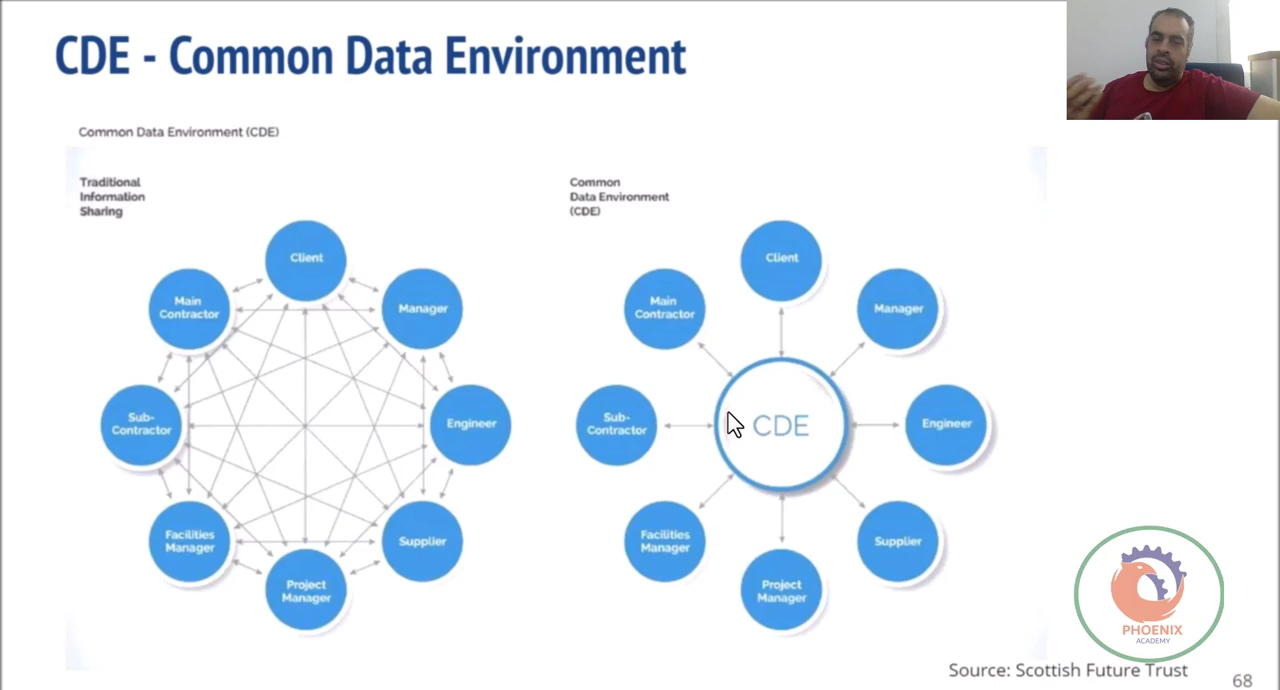 CDE - Common Data Environment
Common Data Environment (CDE)
Traditional
Information
Sharing
Client
Main
Contractor
Manager
Sub-
Contractor
Engineer
Facilities
Manager
Supplier
Project
Manager
Common
Data Environment
(CDE)
Client
Main
Contractor
Manager
Sub-
Contractor
CDE
Engineer
Facilities
Manager
Supplier
Project
Manager
PHOENIX
ACADEMY
Source: Scottish Future Trust
68